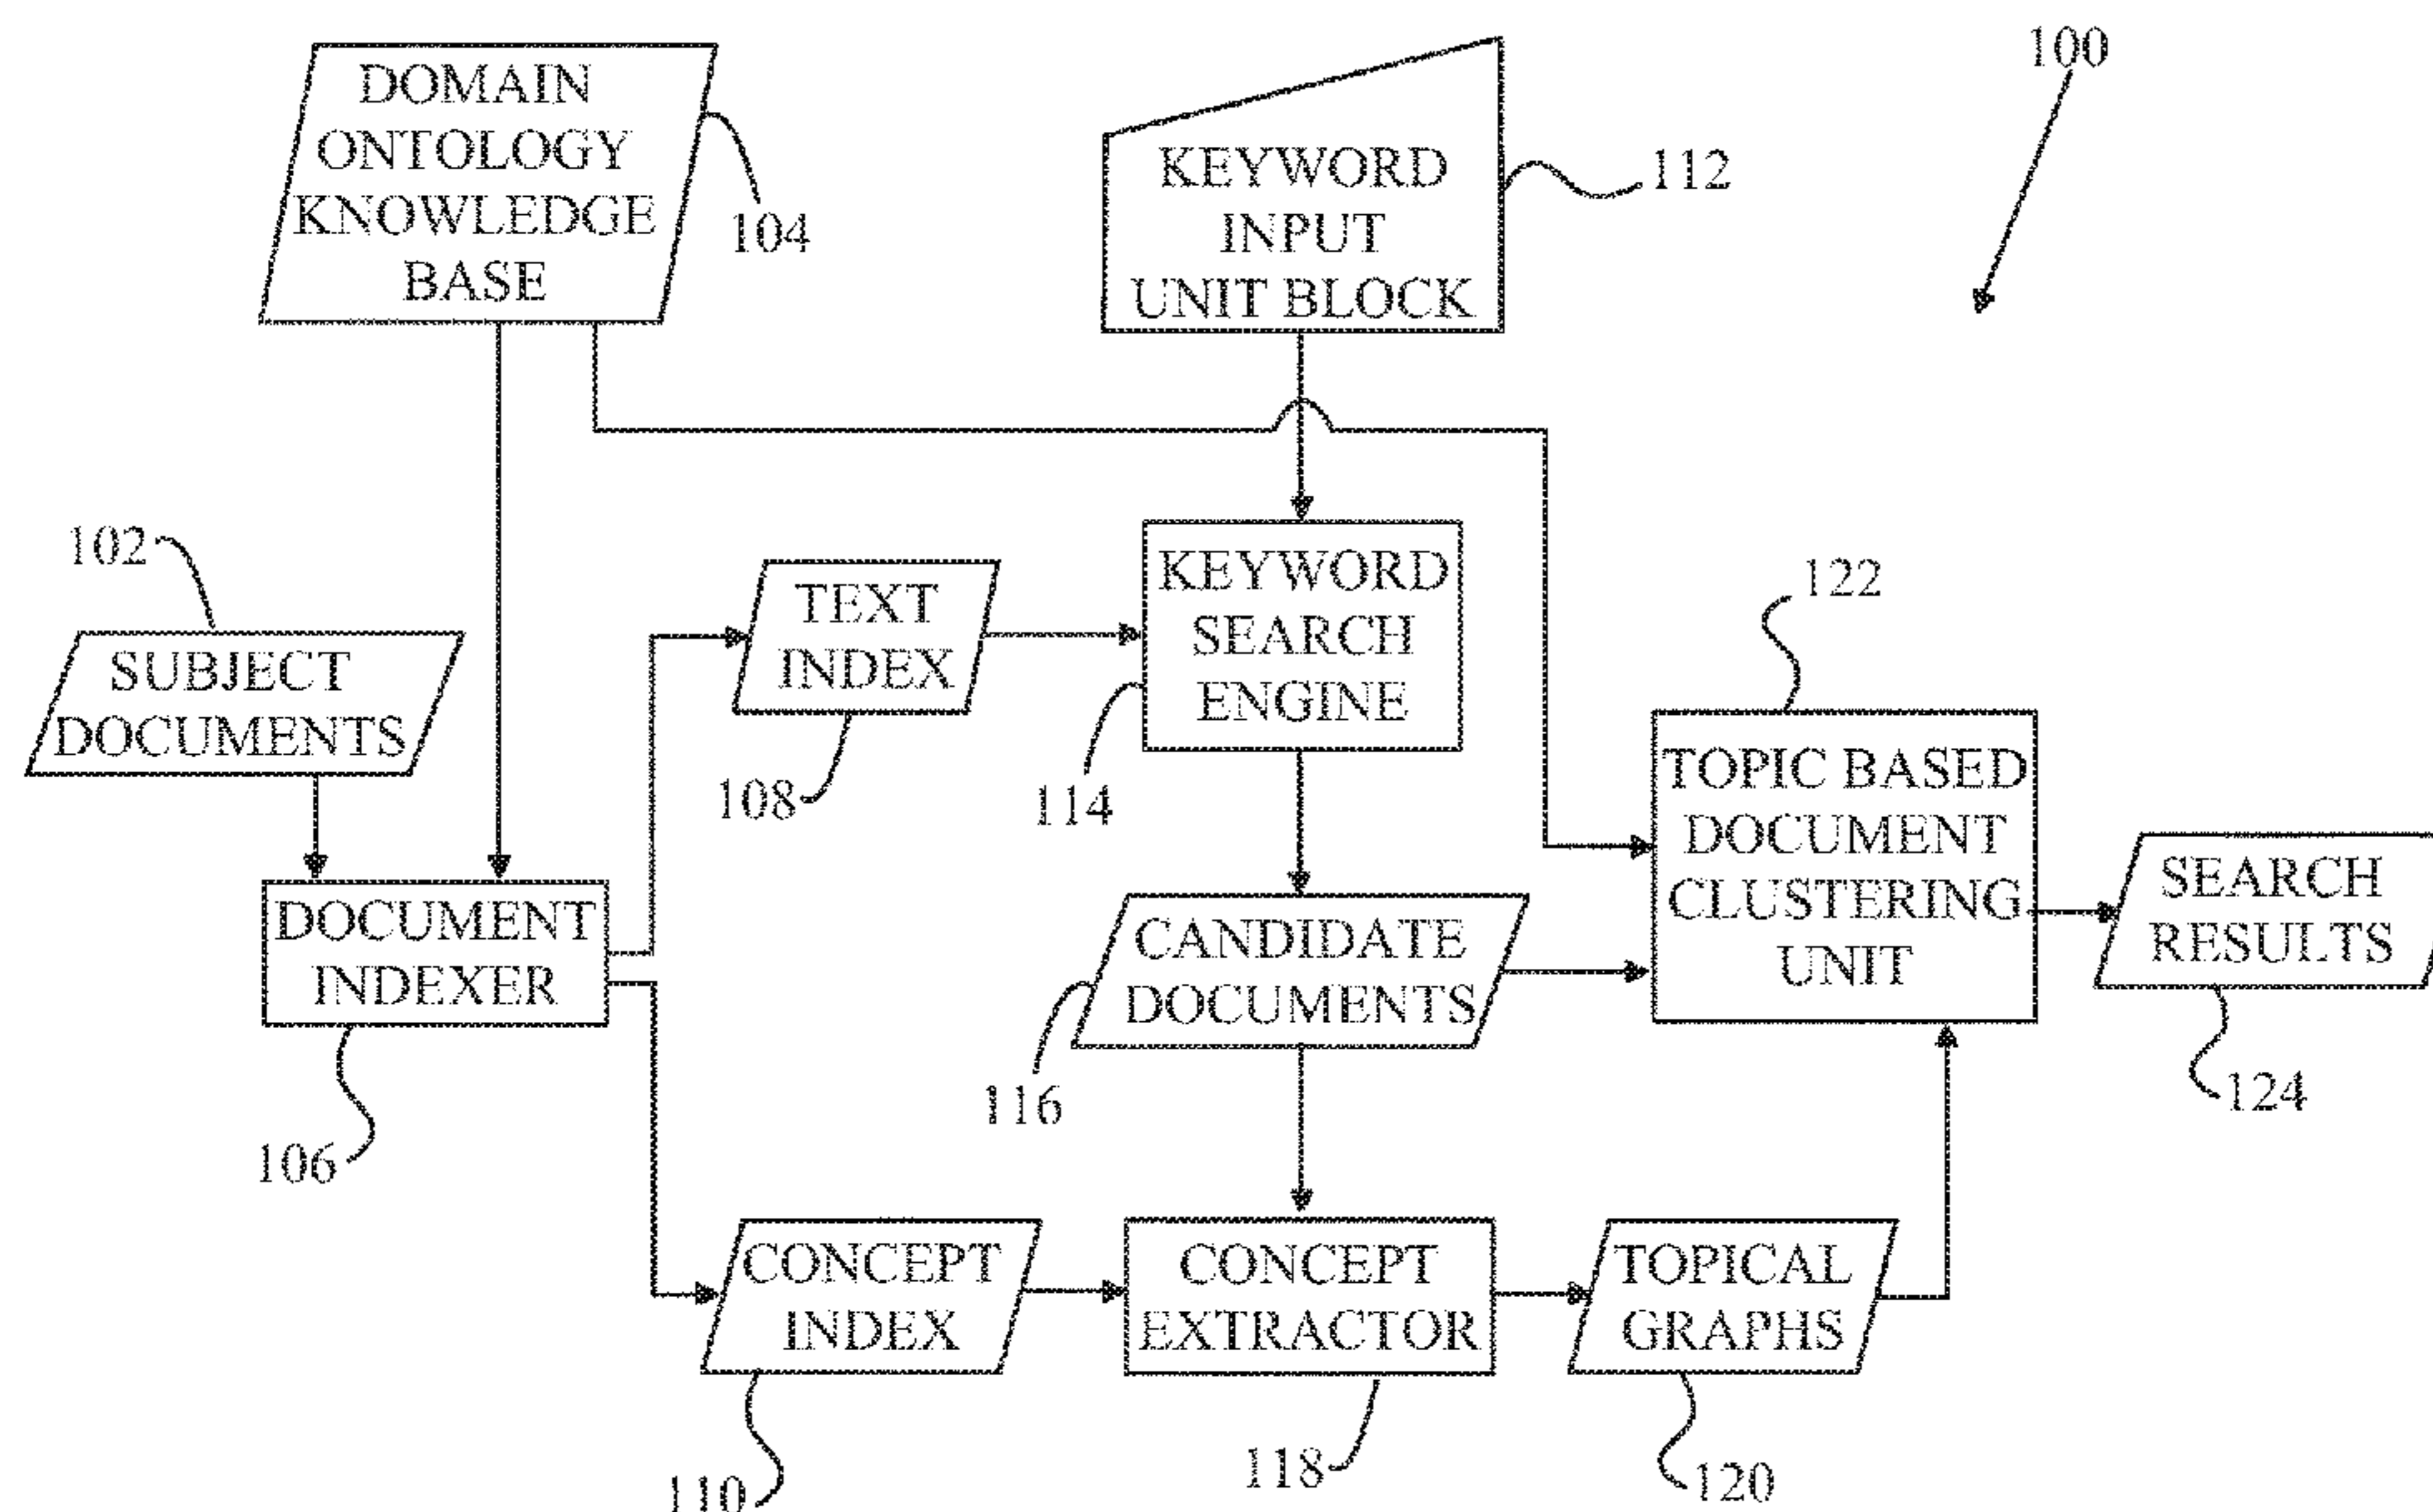 100
DOMAIN
ONTOLOGY
KNOWLEDGE
BASE
104
KEYWORD
INPUT
UNIT BLOCK
112
102
SUBJECT
DOCUMENTS
TEXT
INDEX
108
KEYWORD
SEARCH
ENGINE
114
122
TOPIC BASED
DOCUMENT
CLUSTERING
UNIT
DOCUMENT
INDEXER
106
CANDIDATE
DOCUMENTS
116
SEARCH
RESULTS
124
CONCEPT
INDEX
110
CONCEPT
EXTRACTOR
118
TOPICAL
GRAPHS
120